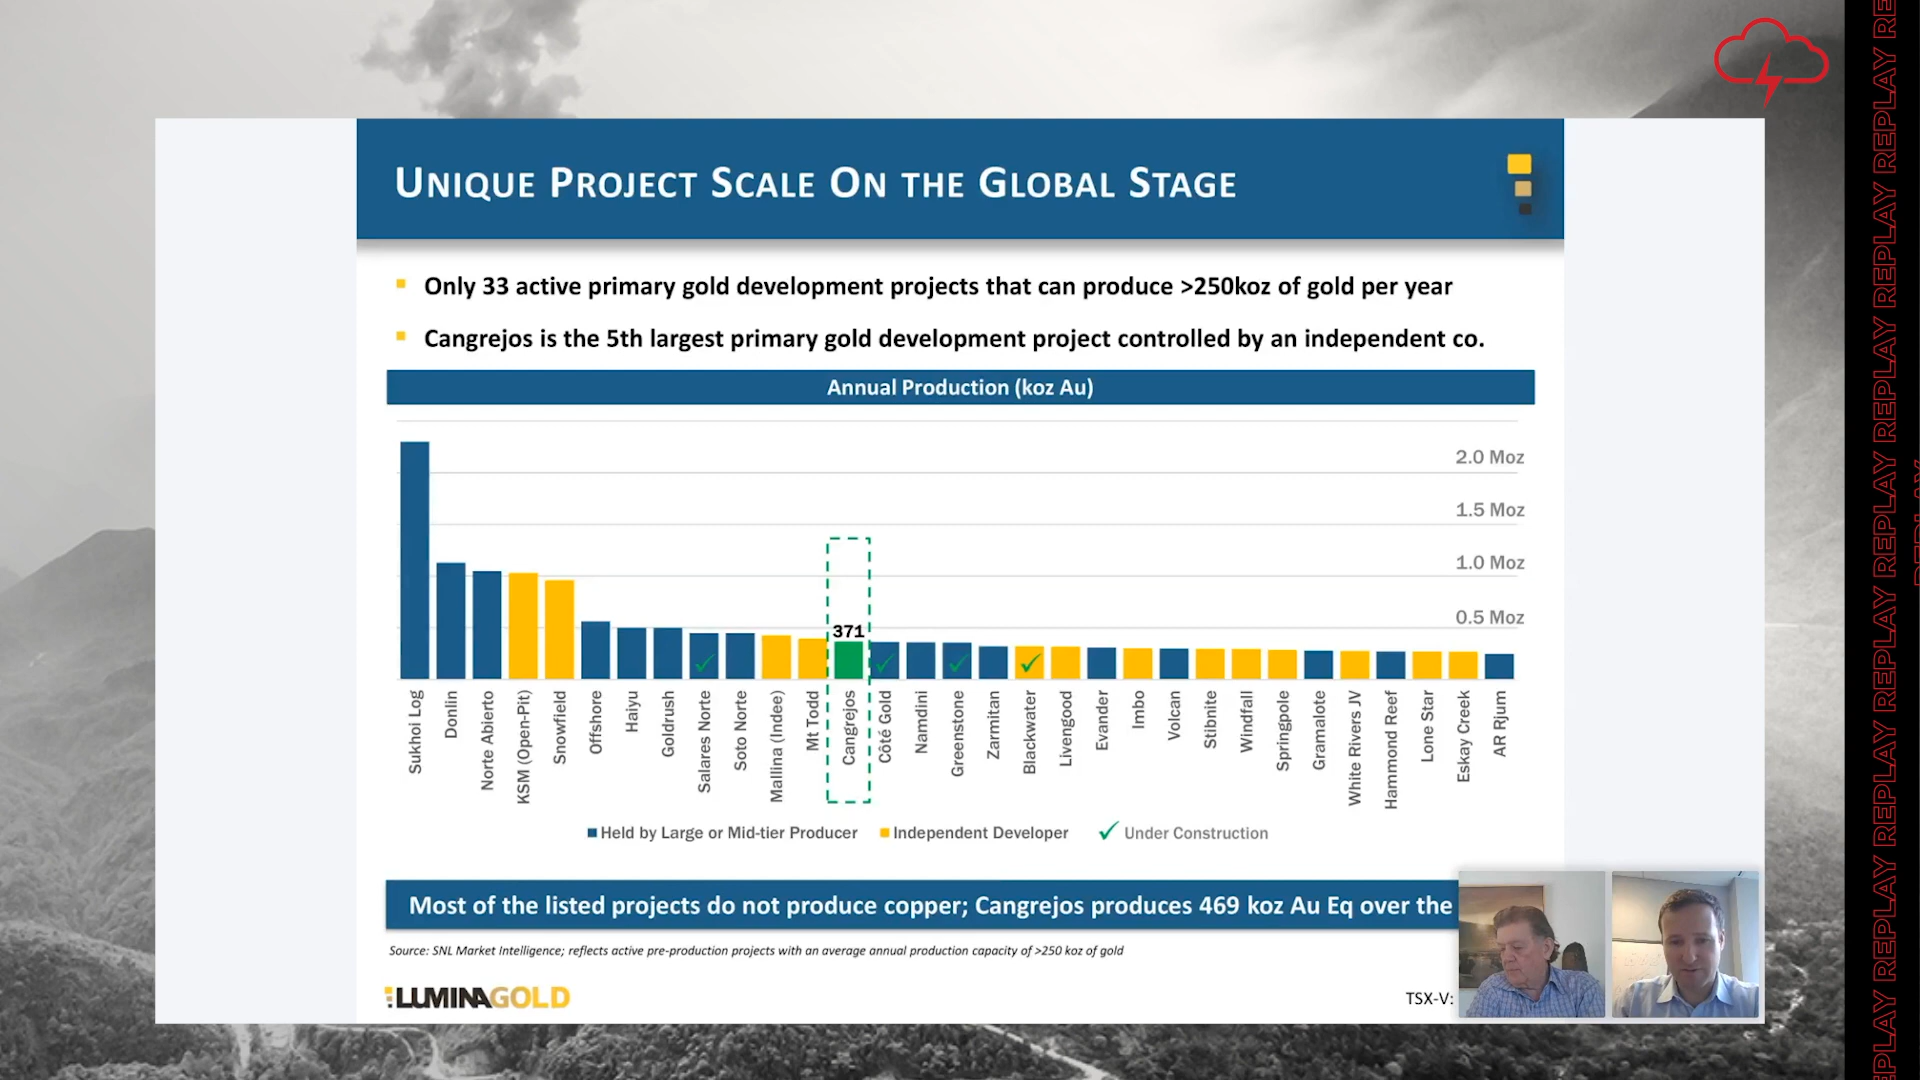 UNIQUE PROJECT SCALE ON THE GLOBAL STAGE
Only 33 active primary gold development projects that can produce >250koz of gold per year
Cangrejos is the 5th largest primary gold development project controlled by an independent co.
Annual Production (koz Au)
2.0 Moz
1.5 Moz
1.0 Moz
0.5 Moz
371
Sukhoi Log
Donlin
Norte Abierto
KSM (Open-Pit)
Snowfield
Offshore
Haiyu
Goldrush
Salares Norte
Soto Norte
Mallina (Indee)
Mt Todd
Cangrejos
Côté Gold
Namdini
Greenstone
Zarmitan
Blackwater
Livengood
Evander
Imbo
Volcan
Stibnite
Windfall
Springpole
Gramalote
White Rivers JV
Hammond Reef
Lone Star
Eskay Creek
AR Rjum
Held by Large or Mid-tier Producer
Independent Developer
Under Construction
Most of the listed projects do not produce copper; Cangrejos produces 469 koz Au Eq over the
Source: SNL Market Intelligence; reflects active pre-production projects with an average annual production capacity of >250 koz of gold
LUMINAGOLD
TSX-V:
REPLAY REPLAY REPLAY REPLAY REPLAY REPLAY REPLAY REPLAY